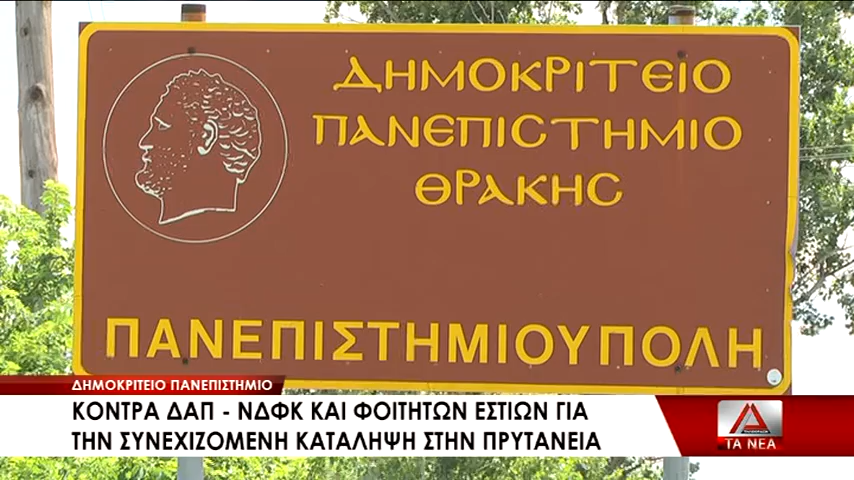 ΔΗΜΟΚΡΙΤΕΙΟ
ΠΑΝΕΠΙΣΤΗΜΙΟ
ΘΡΑΚΗΣ
ΠΑΝΕΠΙΣΤΗΜΙΟΥΠΟΛΗ
ΔΗΜΟΚΡΙΤΕΙΟ ΠΑΝΕΠΙΣΤΗΜΙΟ
ΚΟΝΤΡΑ ΔΑΠ - ΝΔΦΚ ΚΑΙ ΦΟΙΤΗΤΩΝ ΕΣΤΙΩΝ ΓΙΑ
ΤΗΝ ΣΥΝΕΧΙΖΟΜΕΝΗ ΚΑΤΑΛΗΨΗ ΣΤΗΝ ΠΡΥΤΑΝΕΙΑ
ΤΑ ΝΕΑ